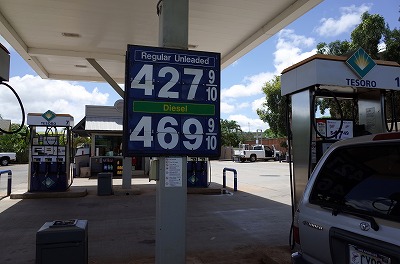 TESORO
Regular Unleaded
427 9/10
Diesel
469 9/10